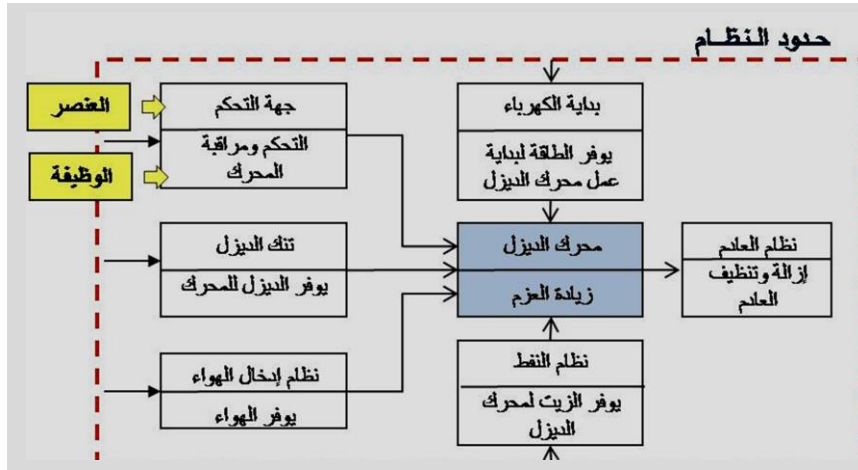 حدود النظـــام
العنصر
جهة التحكم
بداية الكهرباء
الوظيفة
التحكم ومراقبة
المحرك
يوفر الطاقة لبداية
عمل محرك الديزل
تنك الديزل
يوفر الديزل للمحرك
محرك الديزل
زيادة العزم
نظام العادم
إزالة وتنظيف
العادم
نظام إدخال الهواء
يوفر الهواء
نظام النفط
يوفر الزيت لمحرك
الديزل